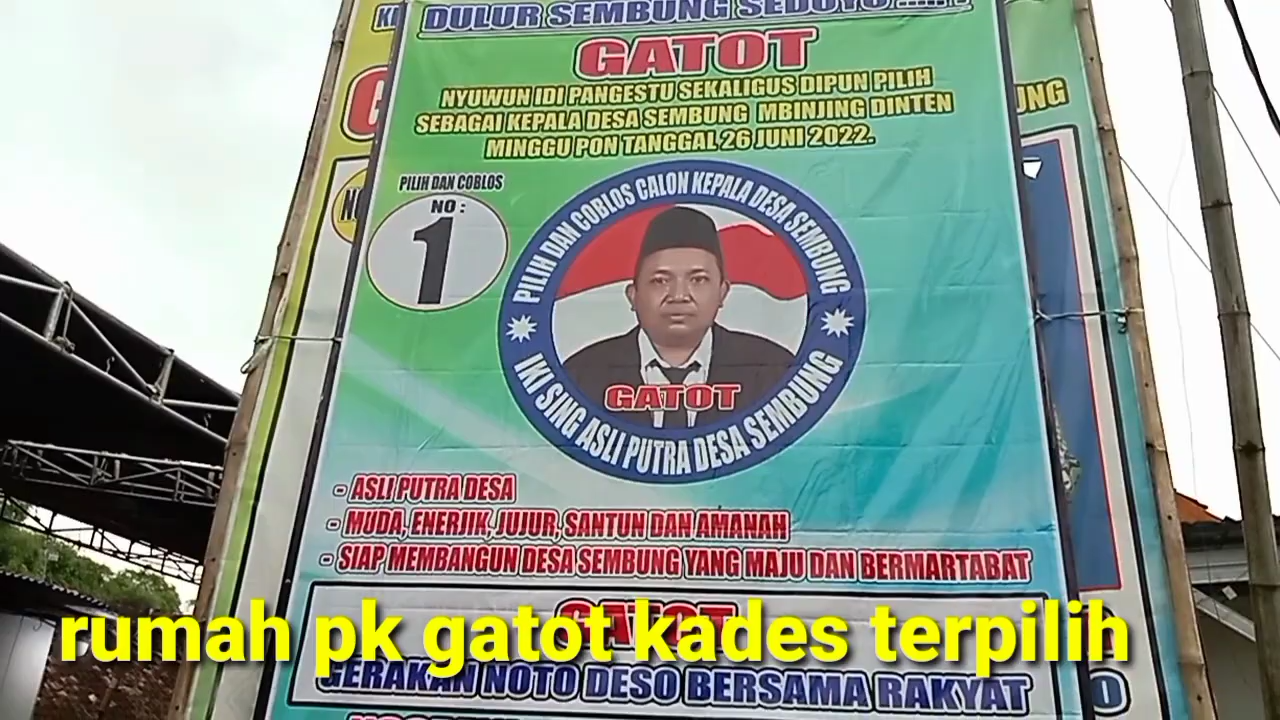 DULUR SEMBUNG SEDOYO
GATOT
NYUWUN IDI PANGESTU SEKALIGUS DIPUN PILIH
SEBAGAI KEPALA DESA SEMBUNG MBINJING DINTEN
MINGGU PON TANGGAL 26 JUNI 2022.
PILIH DAN COBLOS
NO :
1
PILIH DAN COBLOS CALON KEPALA DESA SEMBUNG
GATOT
IKI SING ASLI PUTRA DESA SEMBUNG
- ASLI PUTRA DESA
- MUDA, ENERJIK, JUJUR, SANTUN DAN AMANAH
- SIAP MEMBANGUN DESA SEMBUNG YANG MAJU DAN BERMARTABAT
GATOT
rumah pk gatot kades terpilih
GERAKAN NOTO DESO BERSAMA RAKYAT